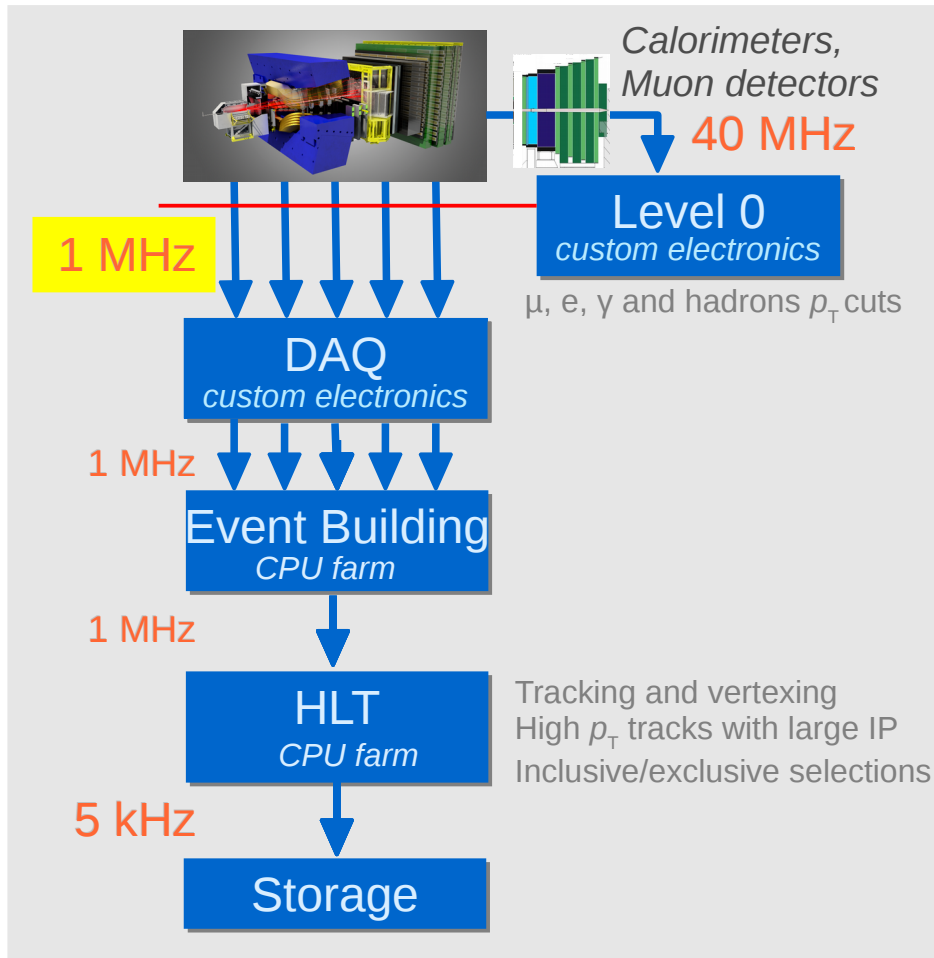 Calorimeters,
Muon detectors
40 MHz
Level 0
custom electronics
1 MHz
μ, e, γ and hadrons pT cuts
DAQ
custom electronics
1 MHz
Event Building
CPU farm
1 MHz
HLT
CPU farm
Tracking and vertexing
High pT tracks with large IP
Inclusive/exclusive selections
5 kHz
Storage